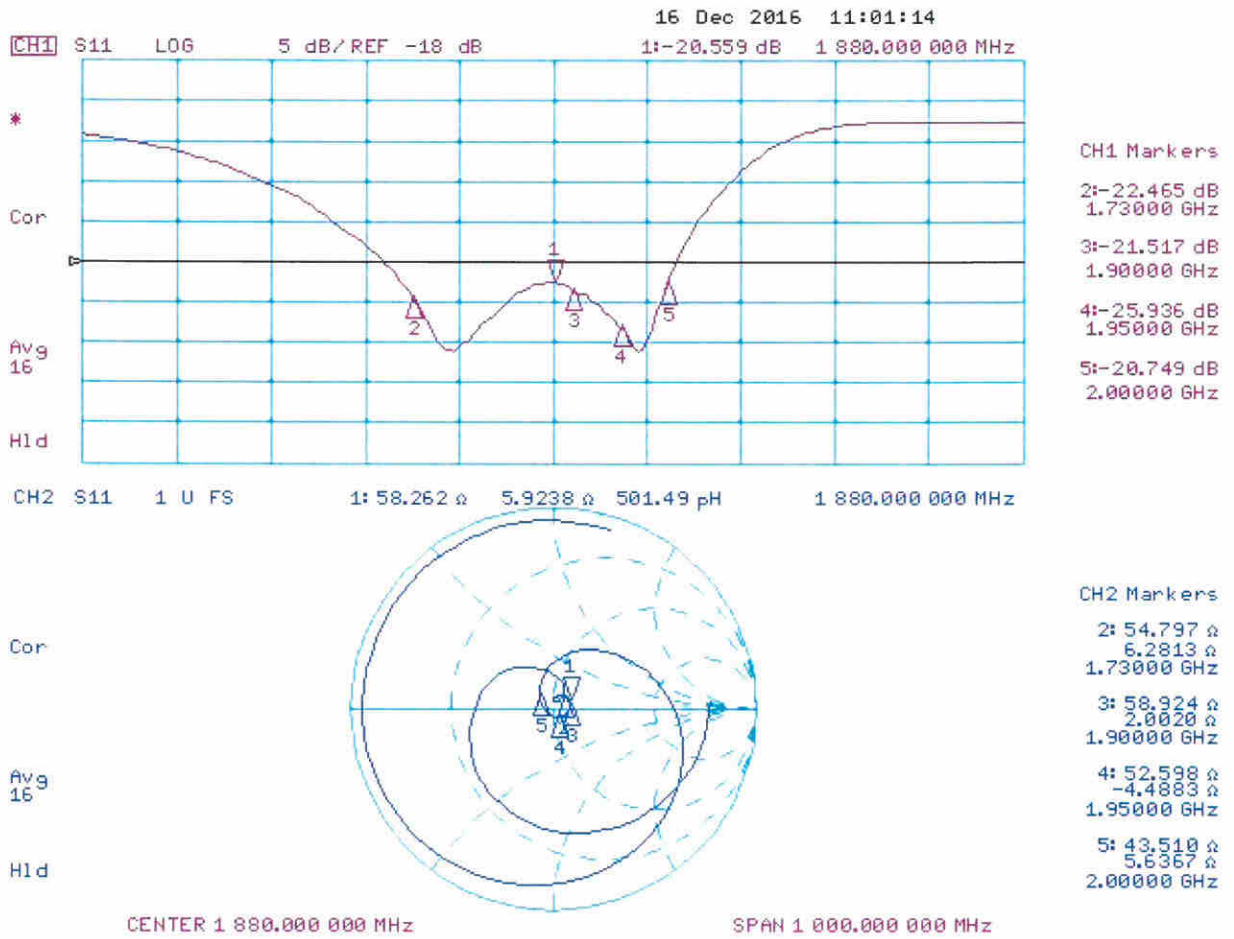 16 Dec 2016 11:01:14
CH1 S11 LOG 5 dB/ REF -18 dB 1:-20.559 dB 1 880.000 000 MHz
*
CH1 Markers
2:-22.465 dB
1.73000 GHz
Cor
3:-21.517 dB
1.90000 GHz
4:-25.936 dB
1.95000 GHz
Avg
16
5:-20.749 dB
2.00000 GHz
Hld
1
2
3
4
5
CH2 S11 1 U FS 1: 58.262 Ω 5.9238 Ω 501.49 pH 1 880.000 000 MHz
CH2 Markers
2: 54.797 Ω
6.2813 Ω
1.73000 GHz
Cor
3: 58.924 Ω
2.0020 Ω
1.90000 GHz
4: 52.598 Ω
-4.4883 Ω
1.95000 GHz
Avg
16
5: 43.510 Ω
5.6367 Ω
2.00000 GHz
Hld
1
5
3
4
CENTER 1 880.000 000 MHz SPAN 1 000.000 000 MHz